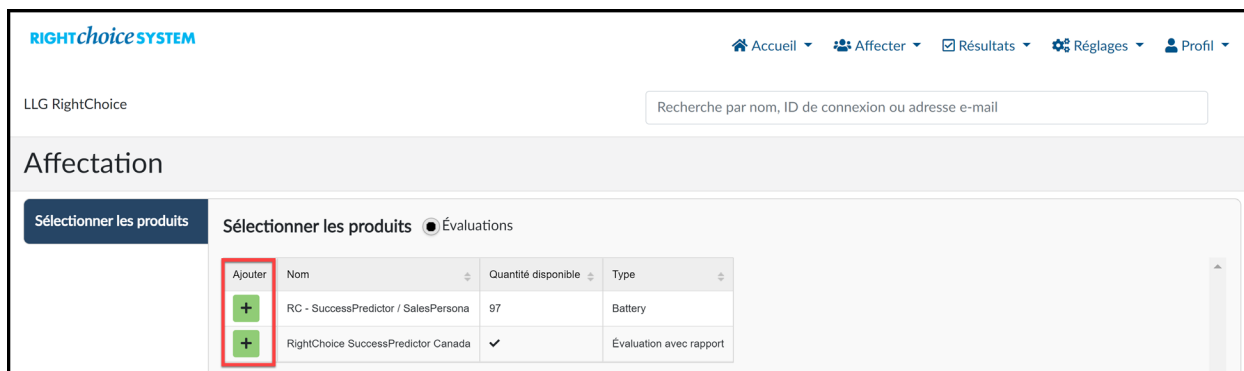 RIGHTchoice SYSTEM
Accueil Affecter Résultats Réglages Profil
LLG RightChoice
Recherche par nom, ID de connexion ou adresse e-mail
Affectation
Sélectionner les produits
Sélectionner les produits Évaluations
Ajouter Nom Quantité disponible Type
+ RC - SuccessPredictor / SalesPersona 97 Battery
+ RightChoice SuccessPredictor Canada ✓ Évaluation avec rapport